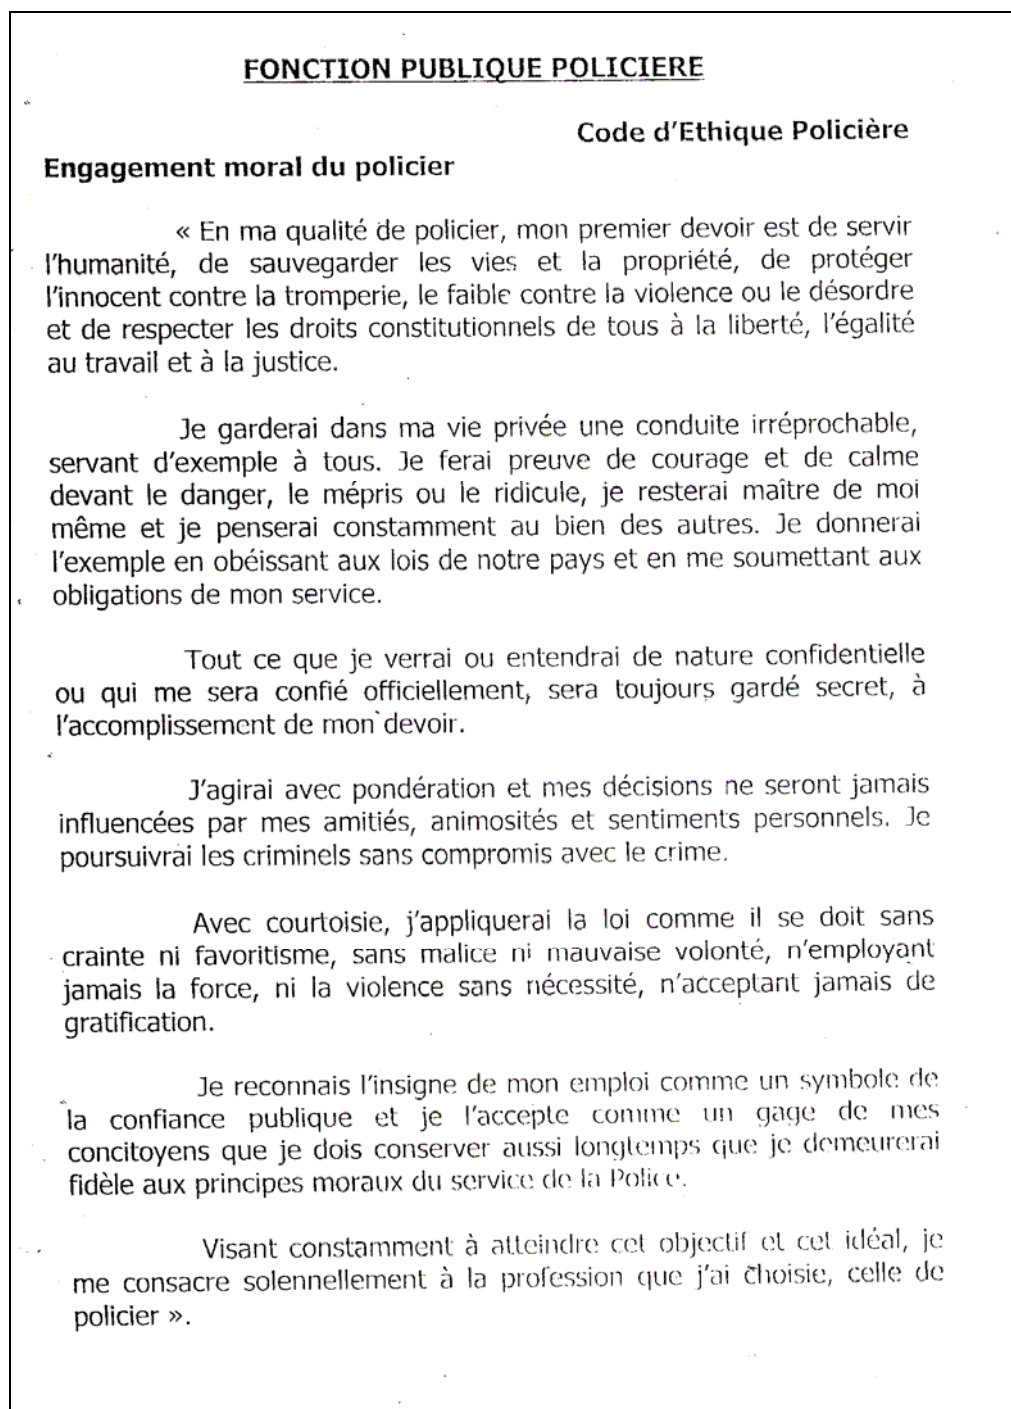 FONCTION PUBLIQUE POLICIERE
Code d'Ethique Policière
Engagement moral du policier
« En ma qualité de policier, mon premier devoir est de servir
l'humanité, de sauvegarder les vies et la propriété, de protéger
l'innocent contre la tromperie, le faible contre la violence ou le désordre
et de respecter les droits constitutionnels de tous à la liberté, l'égalité
au travail et à la justice.
Je garderai dans ma vie privée une conduite irréprochable,
servant d'exemple à tous. Je ferai preuve de courage et de calme
devant le danger, le mépris ou le ridicule, je resterai maître de moi
même et je penserai constamment au bien des autres. Je donnerai
l'exemple en obéissant aux lois de notre pays et en me soumettant aux
obligations de mon service.
Tout ce que je verrai ou entendrai de nature confidentielle
ou qui me sera confié officiellement, sera toujours gardé secret, à
l'accomplissement de mon devoir.
J'agirai avec pondération et mes décisions ne seront jamais
influencées par mes amitiés, animosités et sentiments personnels. Je
poursuivrai les criminels sans compromis avec le crime.
Avec courtoisie, j'appliquerai la loi comme il se doit sans
crainte ni favoritisme, sans malice ni mauvaise volonté, n'employant
jamais la force, ni la violence sans nécessité, n'acceptant jamais de
gratification.
Je reconnais l'insigne de mon emploi comme un symbole de
la confiance publique et je l'accepte comme un gage de mes
concitoyens que je dois conserver aussi longtemps que je demeurerai
fidèle aux principes moraux du service de la Police.
Visant constamment à atteindre cet objectif et cet idéal, je
me consacre solennellement à la profession que j'ai choisie, celle de
policier ».